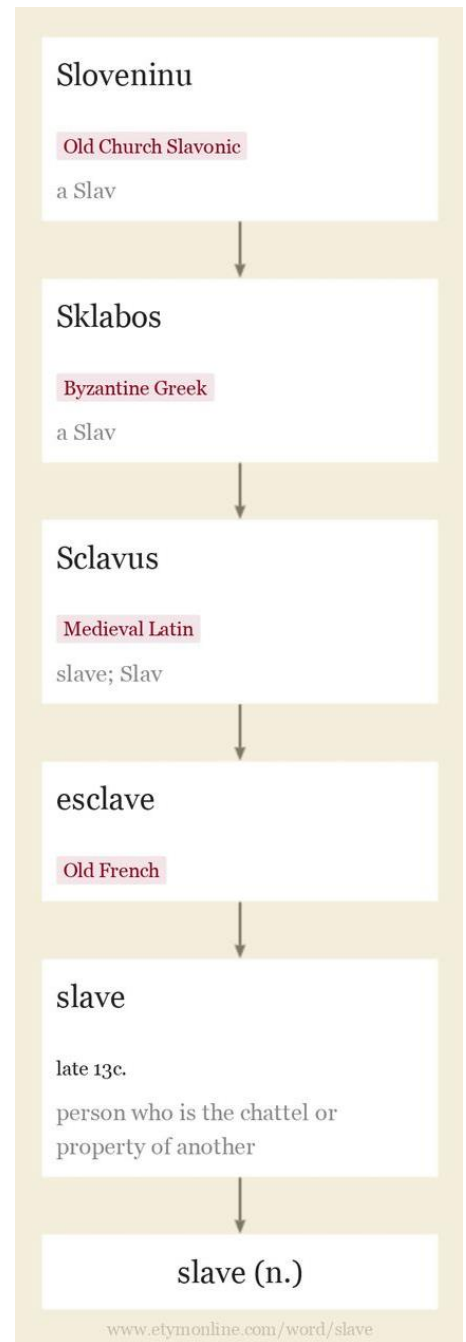 Sloveninu
Old Church Slavonic
a Slav
Sklabos
Byzantine Greek
a Slav
Sclavus
Medieval Latin
slave; Slav
esclave
Old French
slave
late 13c.
person who is the chattel or
property of another
slave (n.)
www.etymonline.com/word/slave